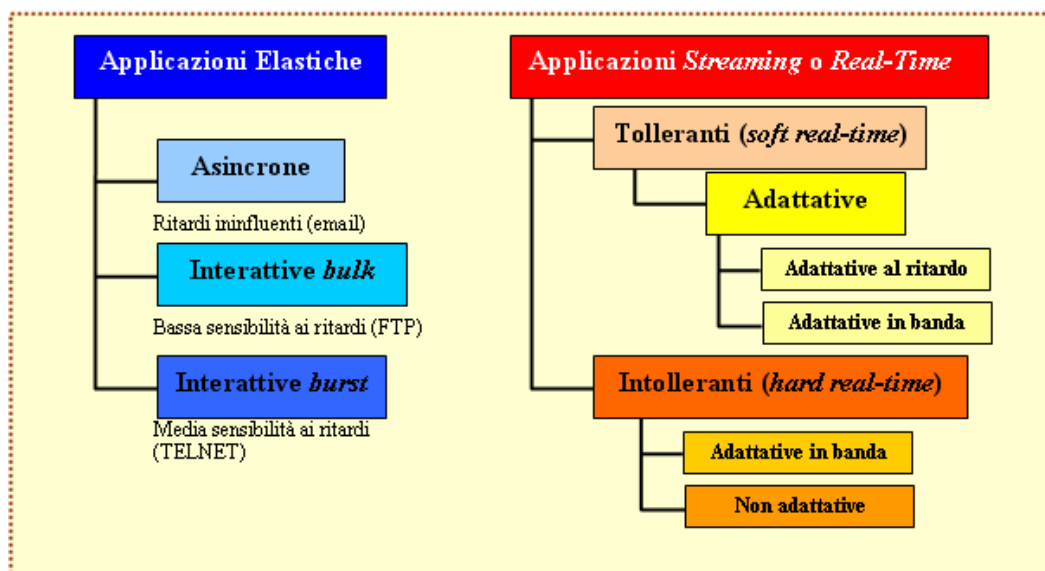 Applicazioni Elastiche
Asincrone
Ritardi ininfluenti (email)
Interattive bulk
Bassa sensibilità ai ritardi (FTP)
Interattive burst
Media sensibilità ai ritardi
(TELNET)
Applicazioni Streaming o Real-Time
Tolleranti (soft real-time)
Adattative
Adattative al ritardo
Adattative in banda
Intolleranti (hard real-time)
Adattative in banda
Non adattative